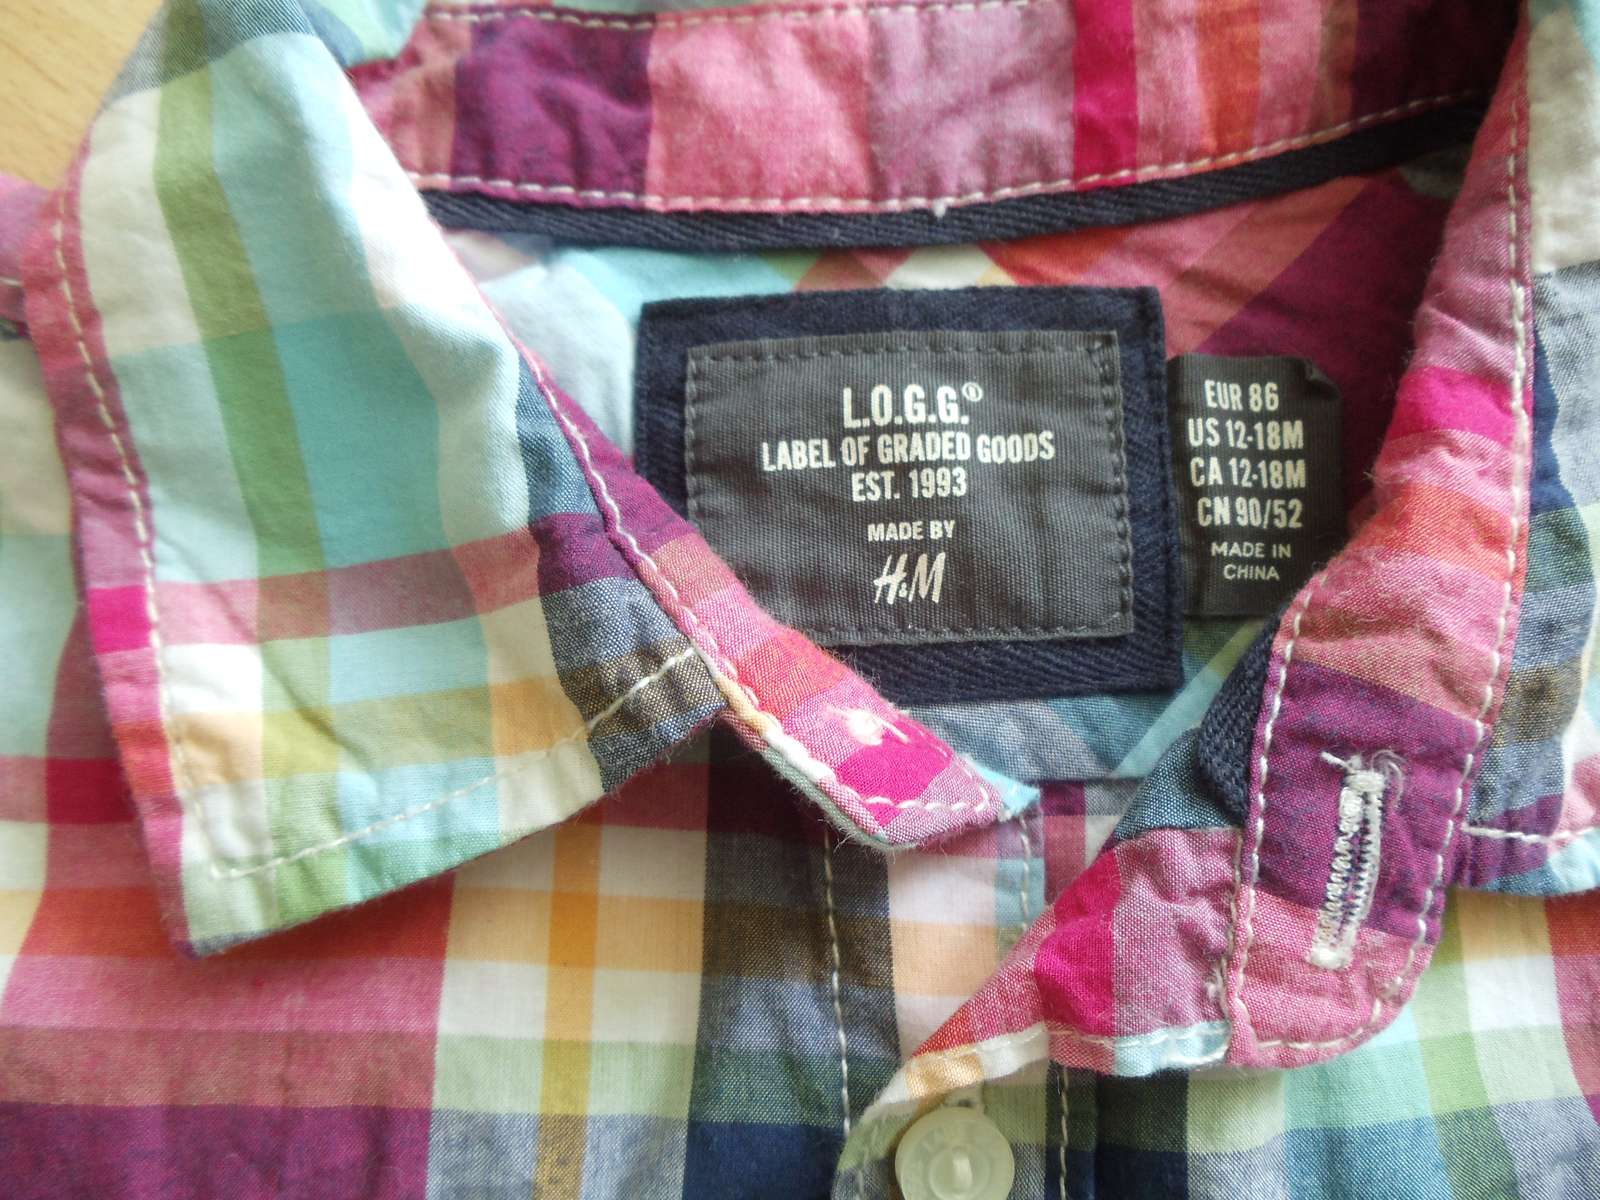 L.O.G.G.®
LABEL OF GRADED GOODS
EST. 1993
MADE BY
H&M
EUR 86
US 12-18M
CA 12-18M
CN 90/52
MADE IN
CHINA